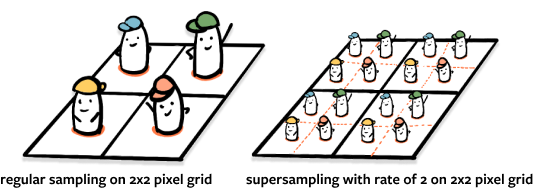 regular sampling on 2x2 pixel grid
supersampling with rate of 2 on 2x2 pixel grid